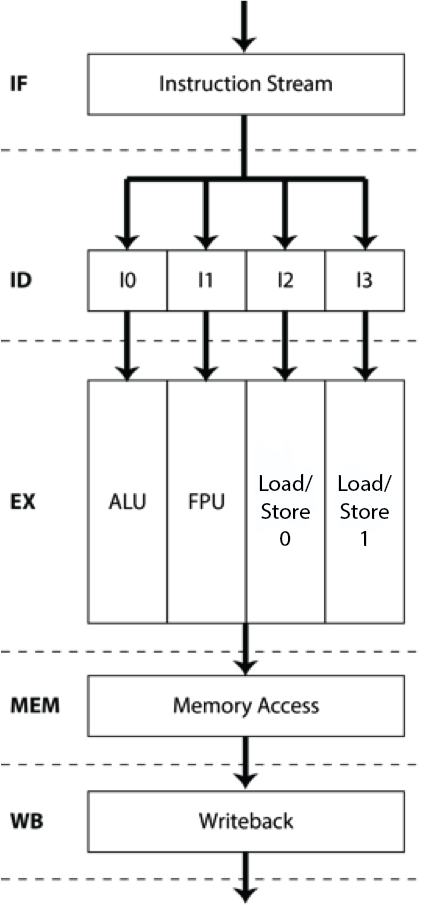 IF
Instruction Stream
ID
I0
I1
I2
I3
EX
ALU
FPU
Load/
Store
0
Load/
Store
1
MEM
Memory Access
WB
Writeback